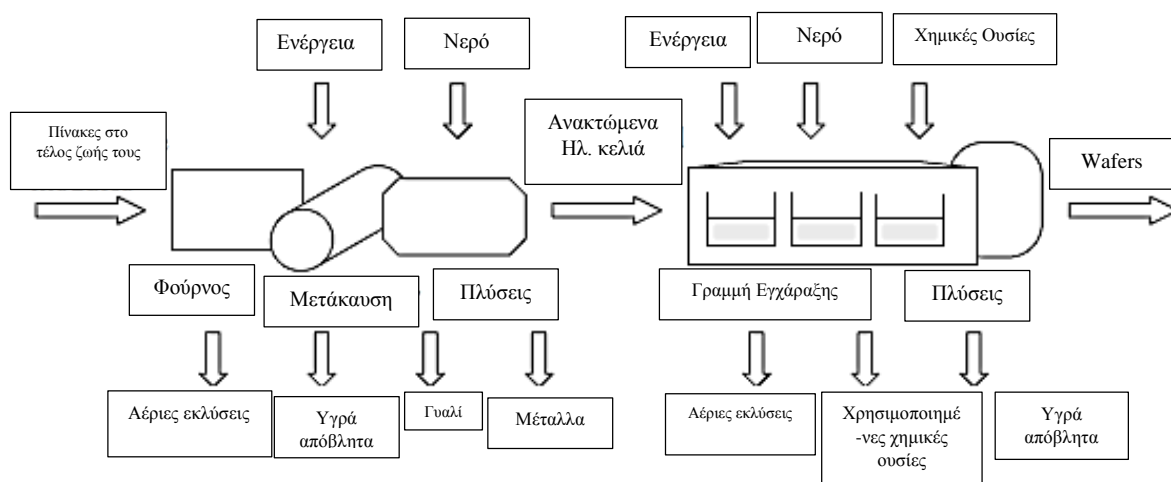 Ενέργεια
Νερό
Ενέργεια
Νερό
Χημικές Ουσίες
Πίνακες στο
τέλος ζωής τους
Ανακτώμενα
Ηλ. κελιά
Wafers
Φούρνος
Μετάκαυση
Πλύσεις
Γραμμή Εγχάραξης
Πλύσεις
Αέριες εκλύσεις
Υγρά
απόβλητα
Γυαλί
Μέταλλα
Αέριες εκλύσεις
Χρησιμοποιημέ
-νες χημικές
ουσίες
Υγρά
απόβλητα